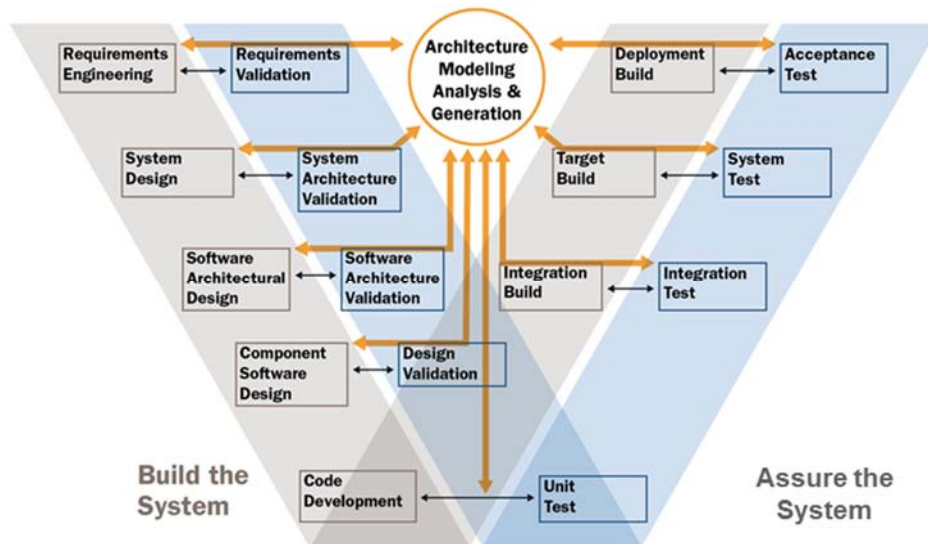 Requirements
Engineering
Requirements
Validation
Architecture
Modeling
Analysis &
Generation
Deployment
Build
Acceptance
Test
System
Design
System
Architecture
Validation
Target
Build
System
Test
Software
Architectural
Design
Software
Architecture
Validation
Integration
Build
Integration
Test
Component
Software
Design
Design
Validation
Build the
System
Code
Development
Unit
Test
Assure the
System